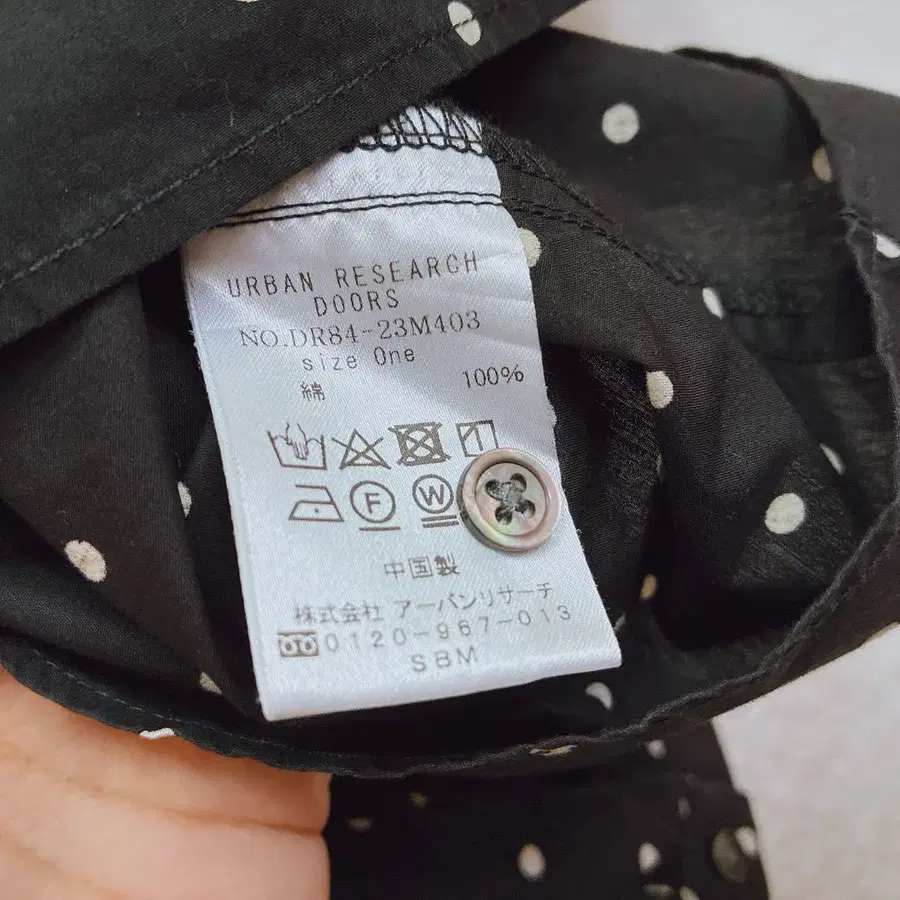 URBAN RESEARCH
DOORS
NO.DR84-23M403
size One
綿 100%
F W
中国製
株式会社 アーバンリサーチ
0120-967-013
SBM